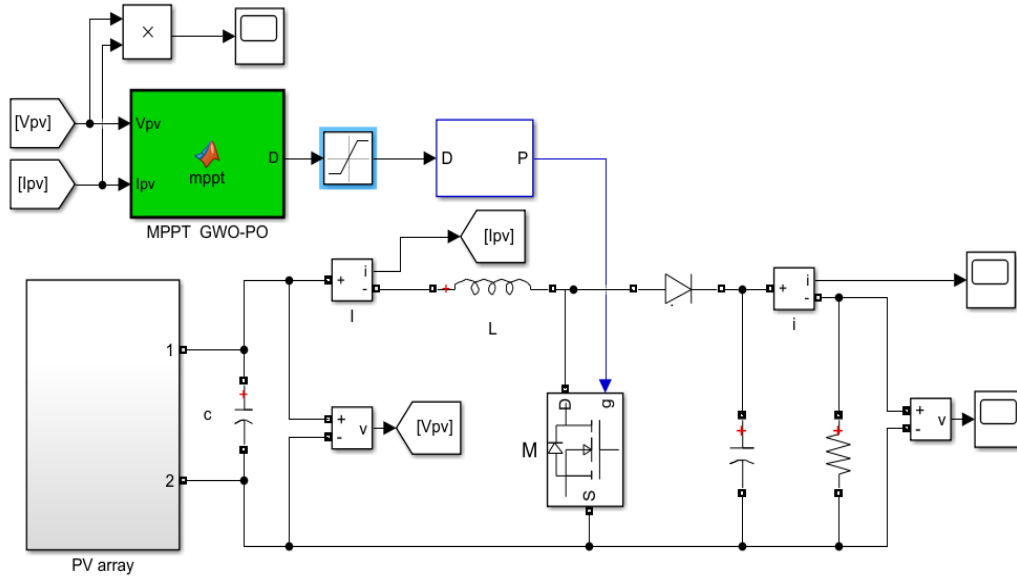 ×
[Vpv]
Vpv
D
D
P
mppt
[Ipv]
Ipv
MPPT GWO-PO
[Ipv]
+
i
-
I
+
L
+
i
-
i
1
+
c
+
-
v
[Vpv]
D
g
M
S
+
+
+
-
v
2
PV array